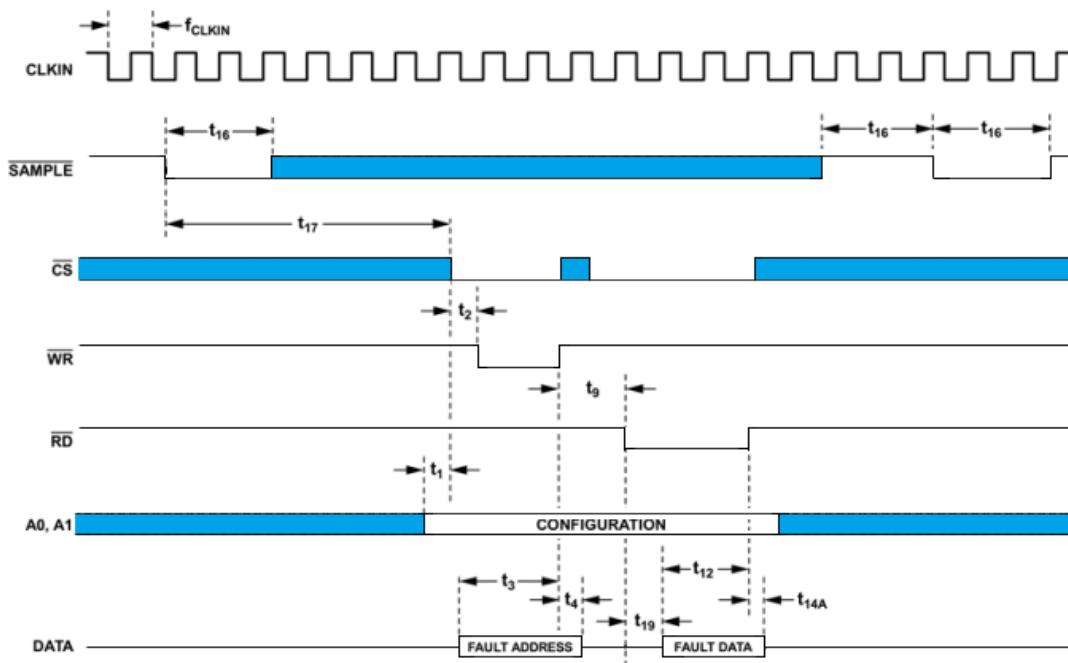 fCLKIN
CLKIN
t16 t16 t16
SAMPLE
t17
CS
t2
WR
t9
RD
t1
A0, A1 CONFIGURATION
t3 t12
t4 t14A
t19
DATA FAULT ADDRESS FAULT DATA